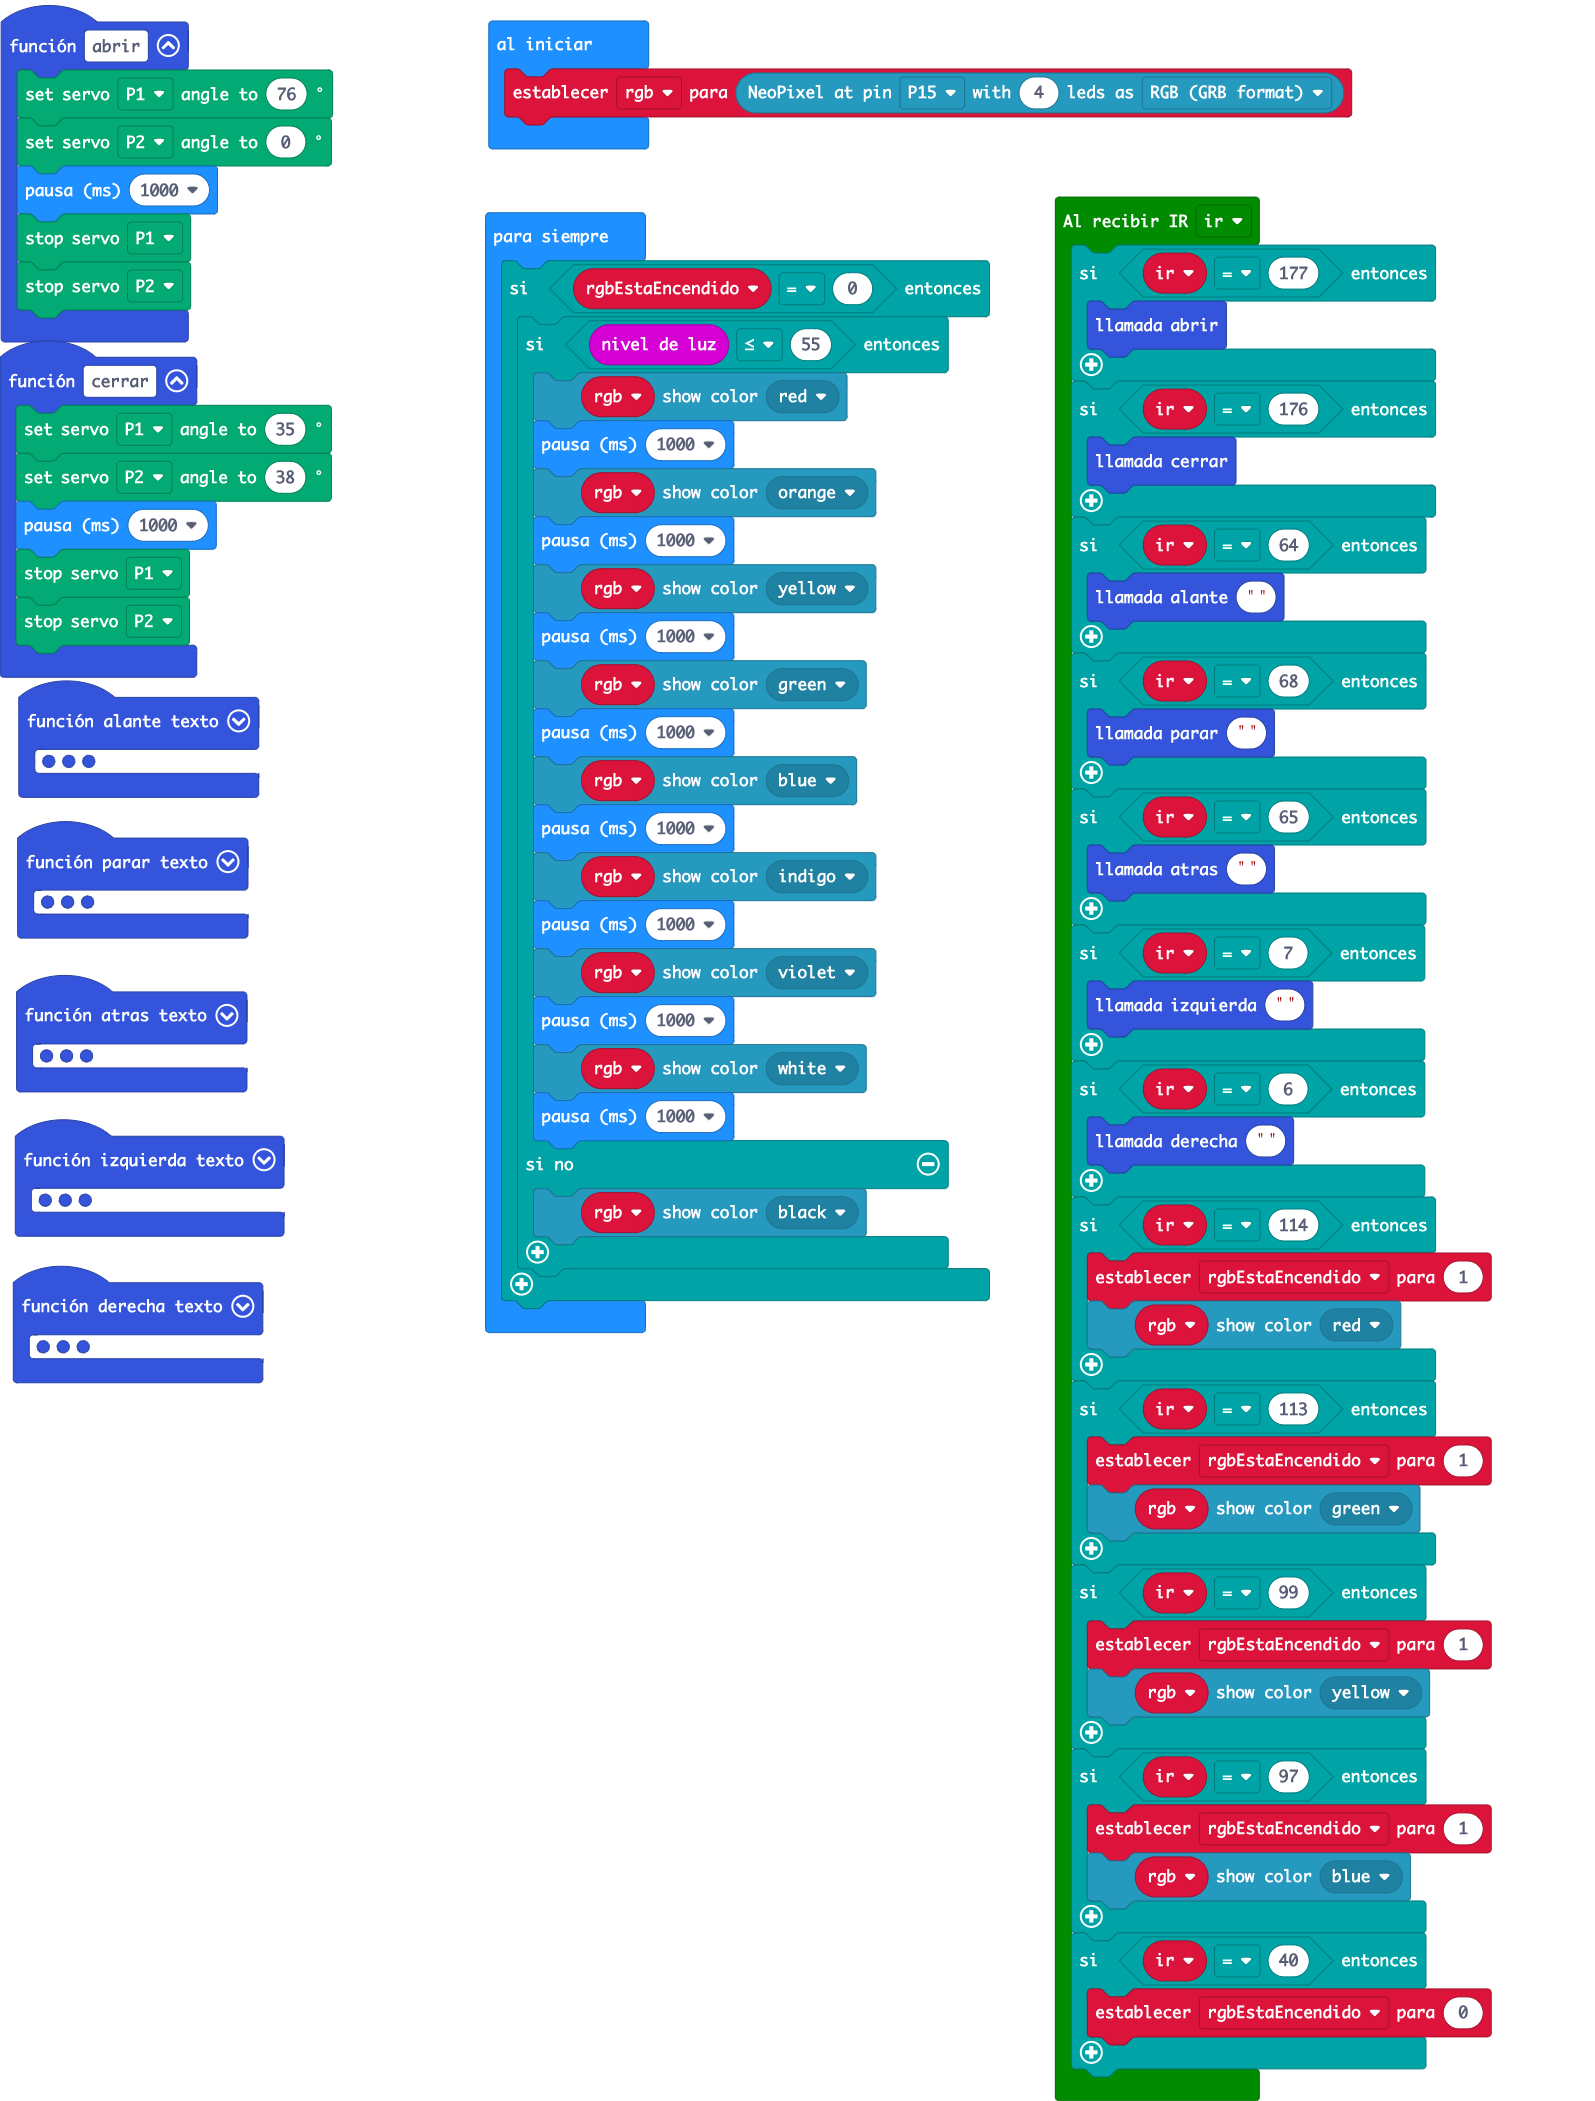 función abrir
set servo P1 angle to 76 °
set servo P2 angle to 0 °
pausa (ms) 1000
stop servo P1
stop servo P2
función cerrar
set servo P1 angle to 35 °
set servo P2 angle to 38 °
pausa (ms) 1000
stop servo P1
stop servo P2
función alante texto
función parar texto
función atras texto
función izquierda texto
función derecha texto
al iniciar
establecer rgb para NeoPixel at pin P15 with 4 leds as RGB (GRB format)
para siempre
si rgbEstaEncendido = 0 entonces
si nivel de luz ≤ 55 entonces
rgb show color red
pausa (ms) 1000
rgb show color orange
pausa (ms) 1000
rgb show color yellow
pausa (ms) 1000
rgb show color green
pausa (ms) 1000
rgb show color blue
pausa (ms) 1000
rgb show color indigo
pausa (ms) 1000
rgb show color violet
pausa (ms) 1000
rgb show color white
pausa (ms) 1000
si no
rgb show color black
Al recibir IR ir
si ir = 177 entonces
llamada abrir
si ir = 176 entonces
llamada cerrar
si ir = 64 entonces
llamada alante " "
si ir = 68 entonces
llamada parar " "
si ir = 65 entonces
llamada atras " "
si ir = 7 entonces
llamada izquierda " "
si ir = 6 entonces
llamada derecha " "
si ir = 114 entonces
establecer rgbEstaEncendido para 1
rgb show color red
si ir = 113 entonces
establecer rgbEstaEncendido para 1
rgb show color green
si ir = 99 entonces
establecer rgbEstaEncendido para 1
rgb show color yellow
si ir = 97 entonces
establecer rgbEstaEncendido para 1
rgb show color blue
si ir = 40 entonces
establecer rgbEstaEncendido para 0